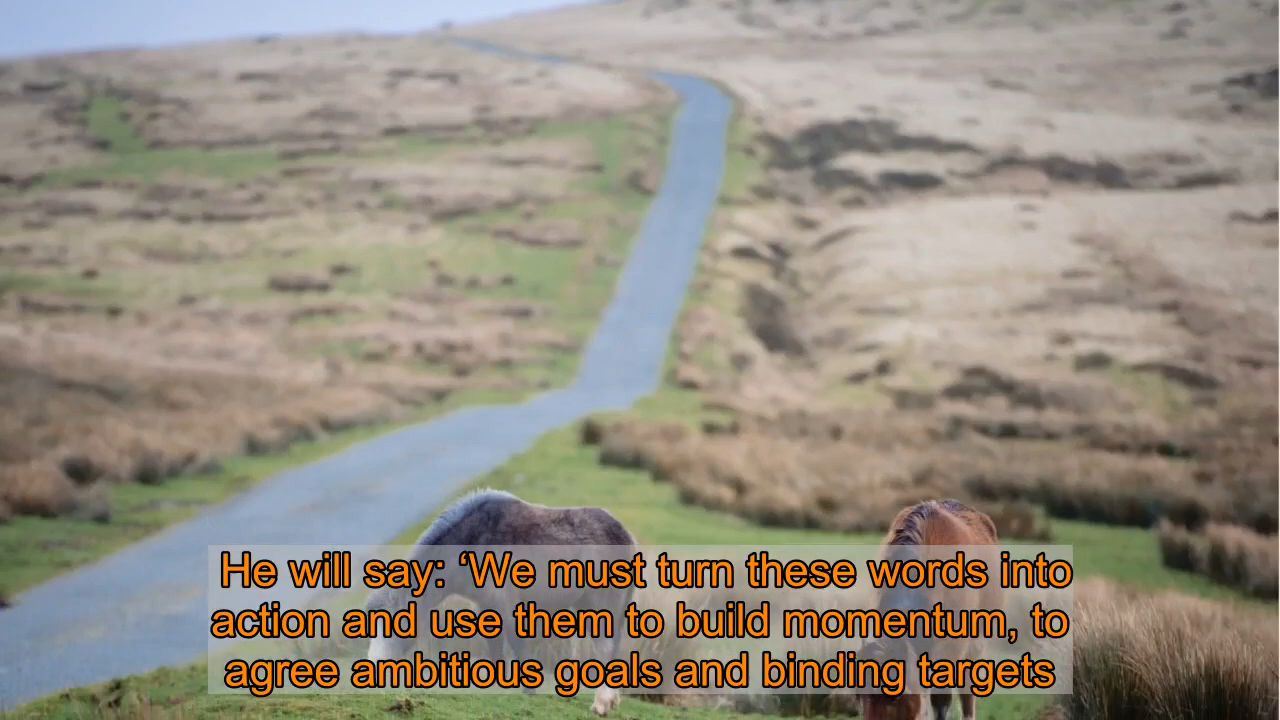 He will say: ‘We must turn these words into
action and use them to build momentum, to
agree ambitious goals and binding targets